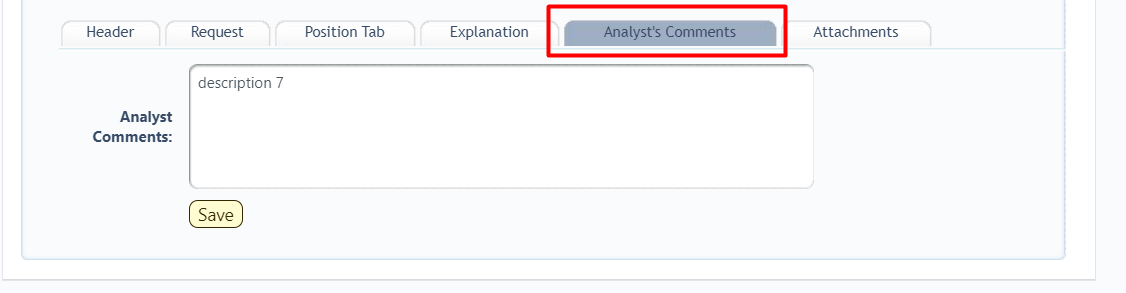 Header Request Position Tab Explanation Analyst's Comments Attachments
description 7
Analyst
Comments:
Save